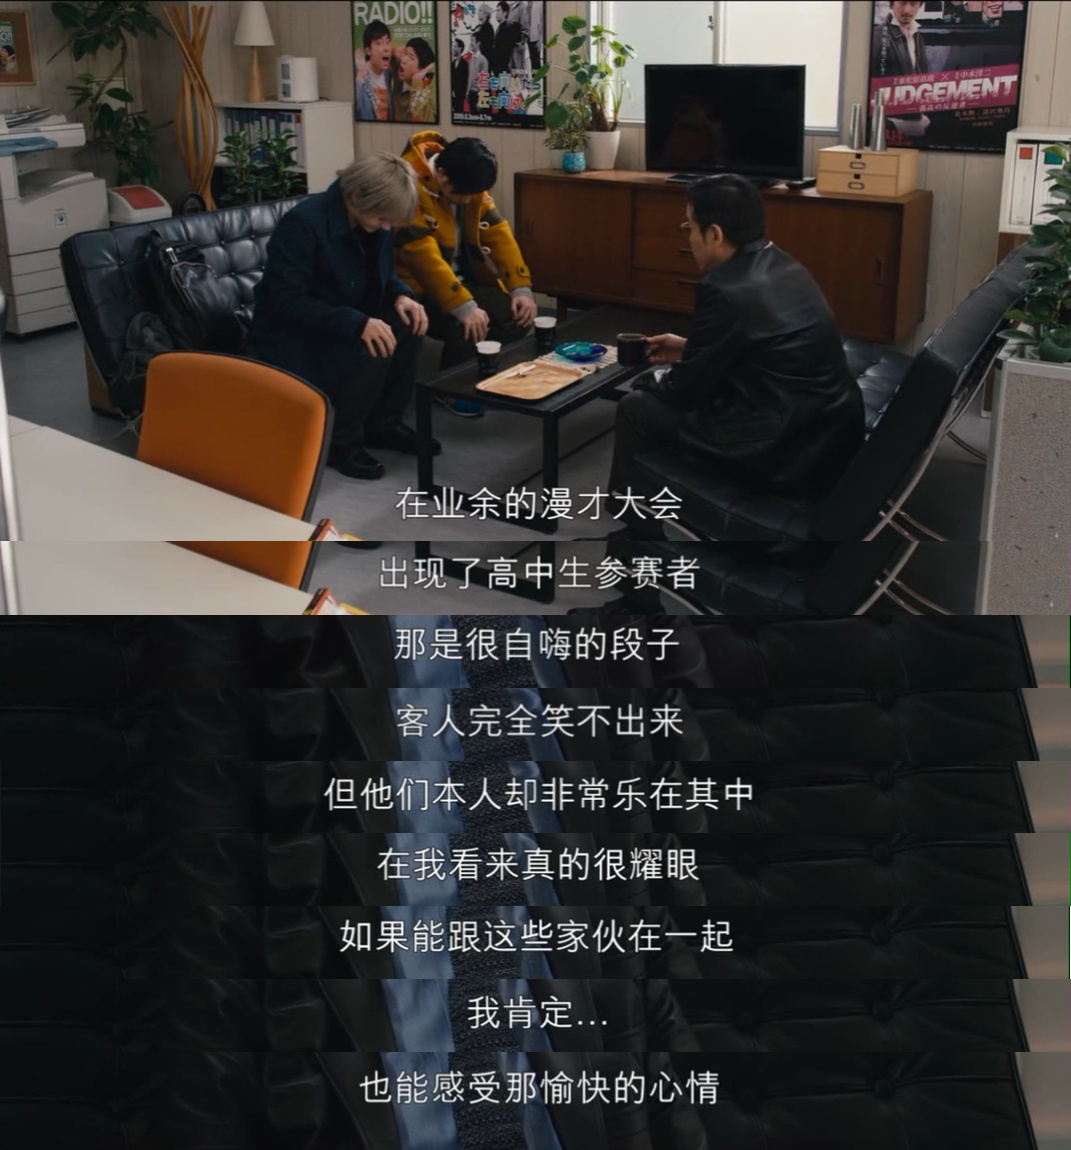 RADIO!!
JUDGEMENT
在业余的漫才大会
出现了高中生参赛者
那是很自嗨的段子
客人完全笑不出来
但他们本人却非常乐在其中
在我看来真的很耀眼
如果能跟这些家伙在一起
我肯定...
也能感受那愉快的心情